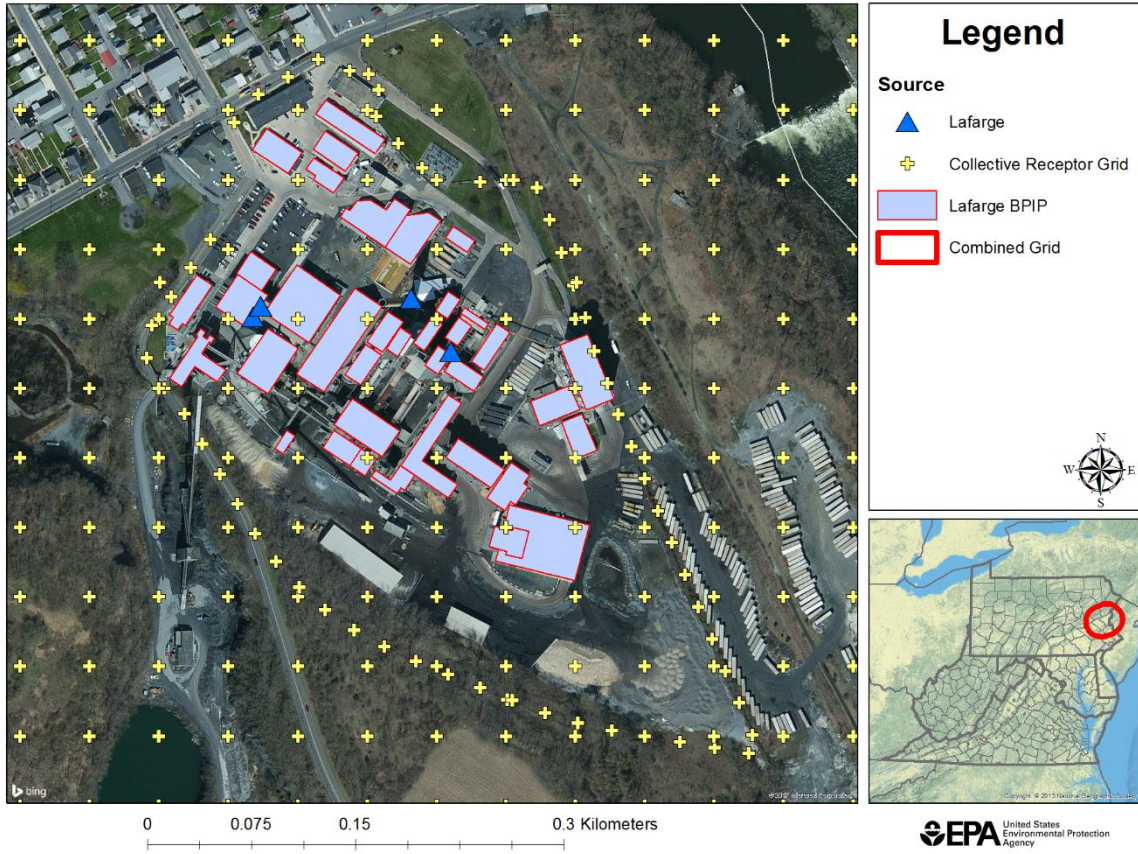 Legend
Source
Lafarge
Collective Receptor Grid
Lafarge BPIP
Combined Grid
N
W E
S
bing
0 0.075 0.15 0.3 Kilometers
EPA United States
Environmental Protection
Agency